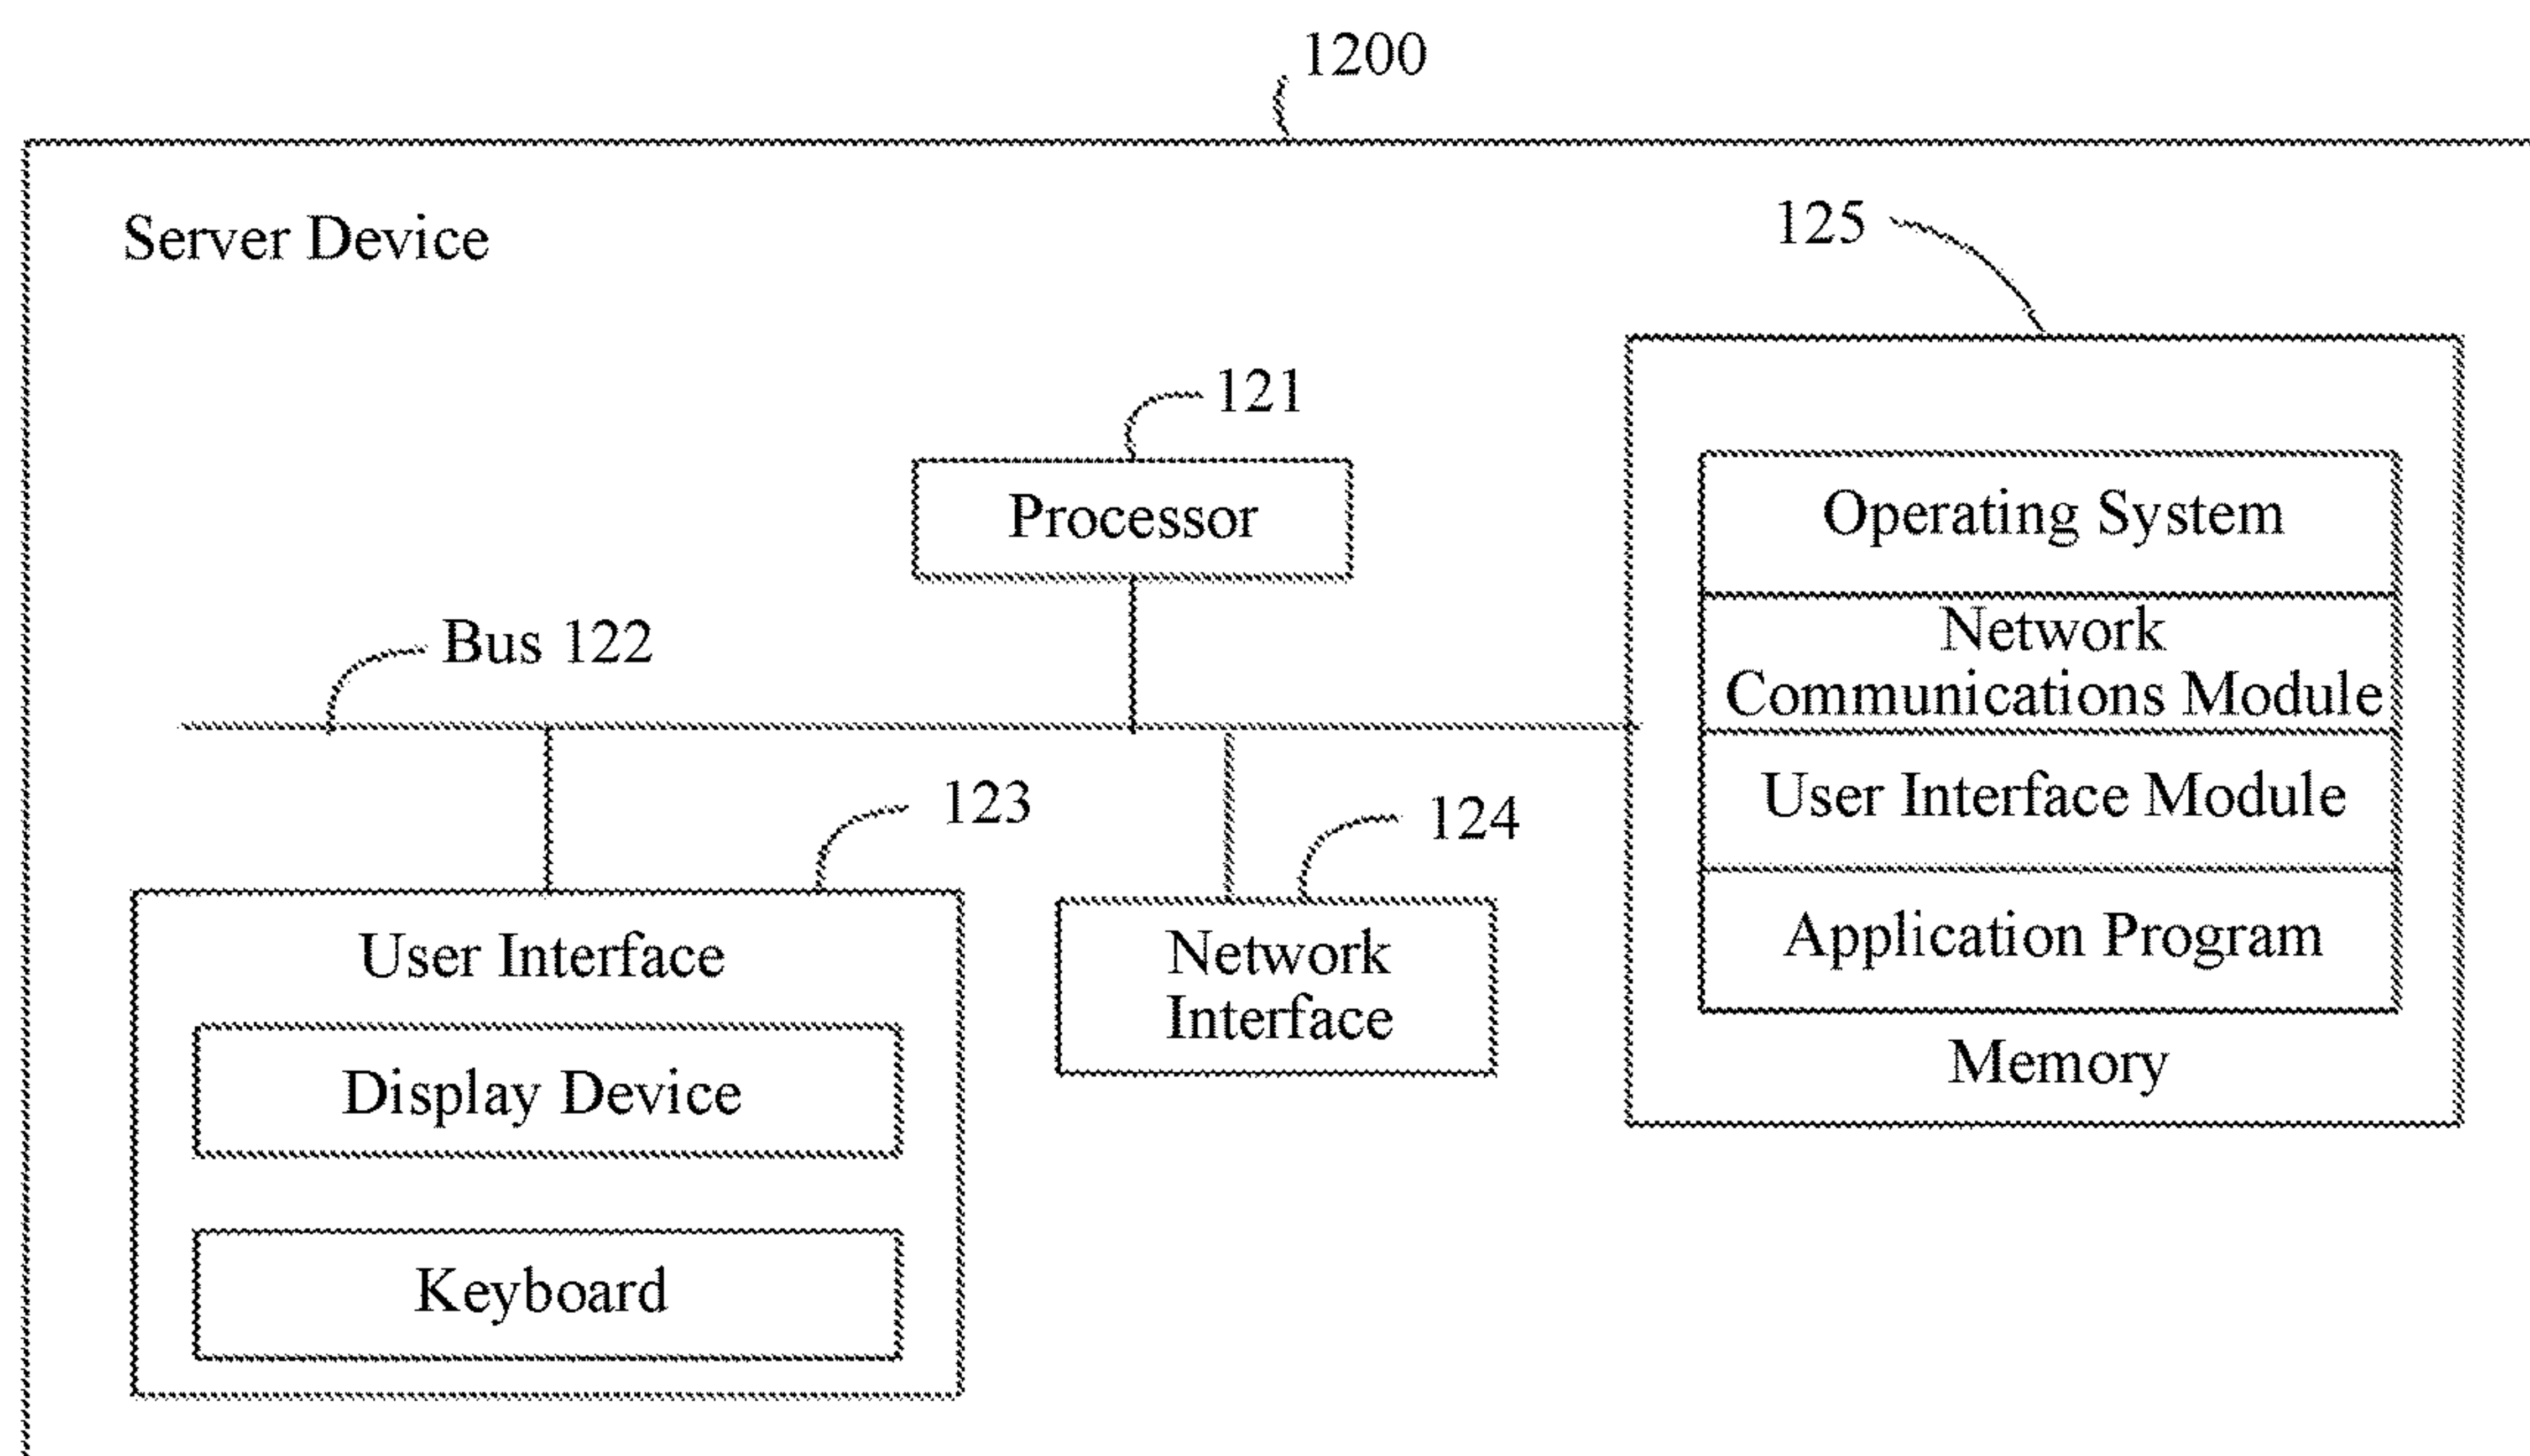 1200
Server Device
125
121
Processor
Bus 122
123
124
User Interface
Display Device
Keyboard
Network
Interface
Operating System
Network
Communications Module
User Interface Module
Application Program
Memory